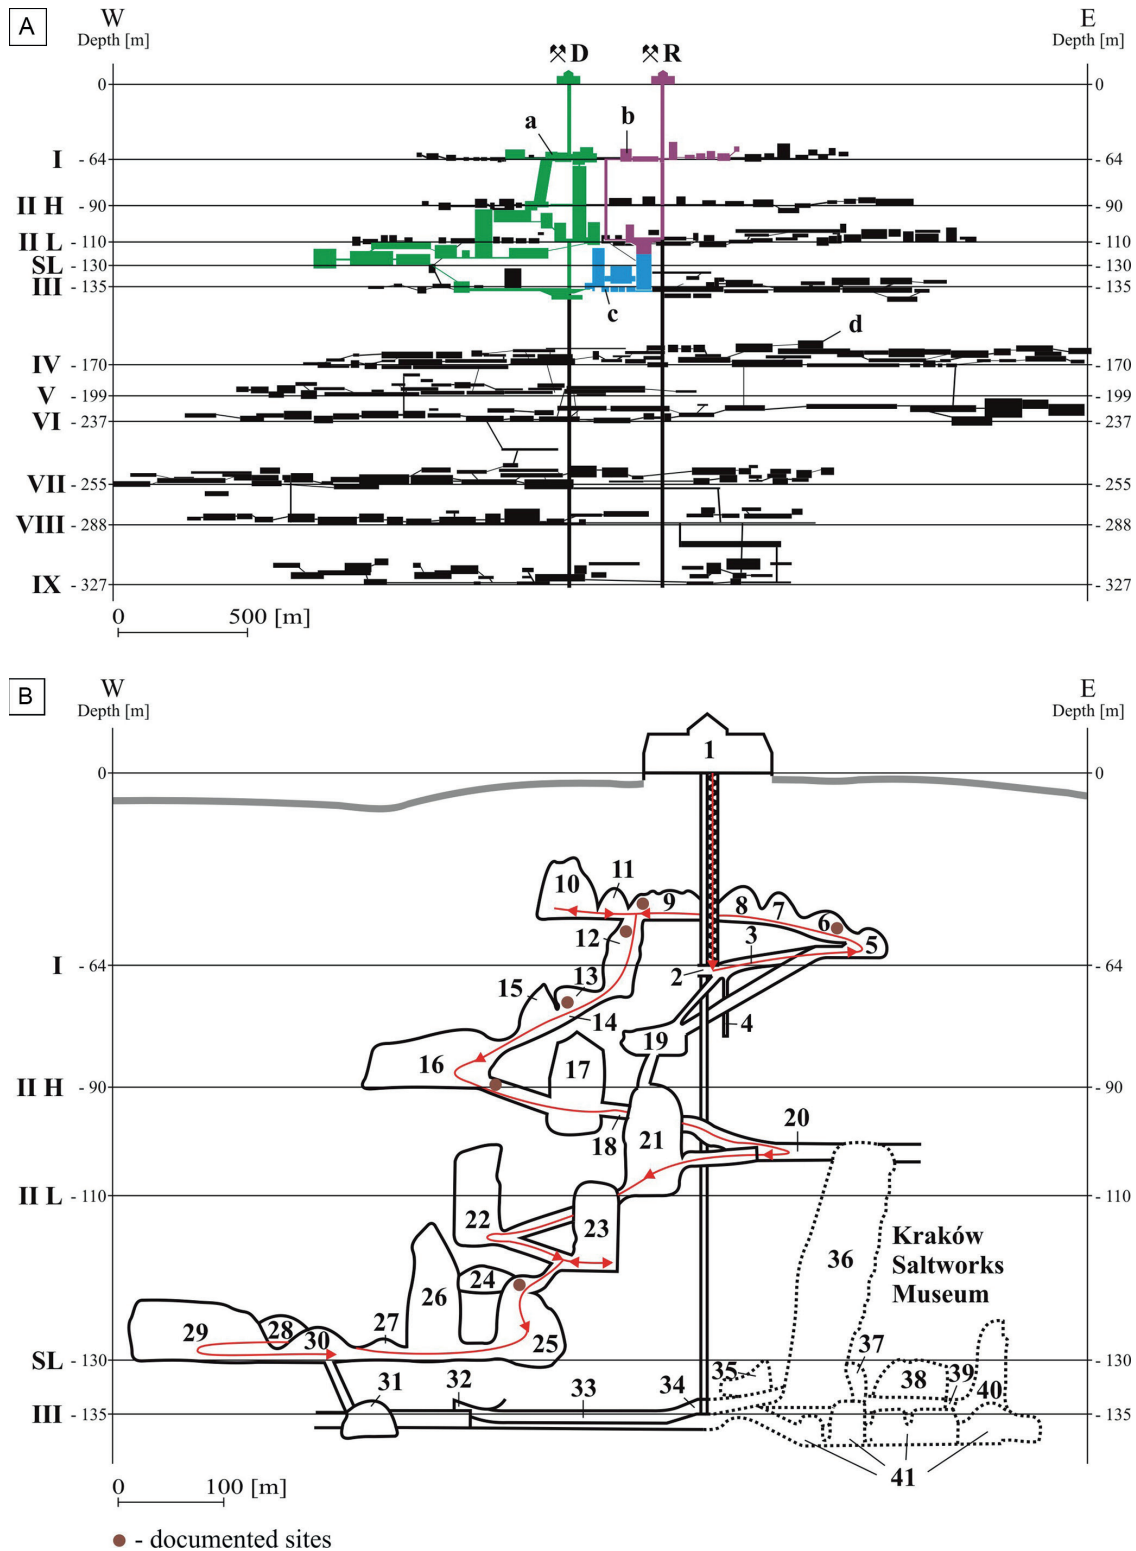 A
W
E
Depth [m]
Depth [m]
D
R
0
0
a
b
I
- 64
- 64
II H
- 90
- 90
II L
- 110
- 110
SL
- 130
- 130
III
- 135
- 135
c
d
IV
- 170
- 170
V
- 199
- 199
VI
- 237
- 237
VII
- 255
- 255
VIII
- 288
- 288
IX
- 327
- 327
0
500 [m]
B
W
E
Depth [m]
Depth [m]
1
0
0
10
11
9
8
7
6
5
12
3
I
- 64
- 64
2
13
15
14
4
16
17
19
II H
- 90
- 90
18
21
20
II L
- 110
- 110
22
23
36
Kraków
Saltworks
Museum
24
26
25
27
28
29
30
SL
- 130
- 130
37
35
38
39
40
31
32
33
34
III
- 135
- 135
41
0
100 [m]
- documented sites